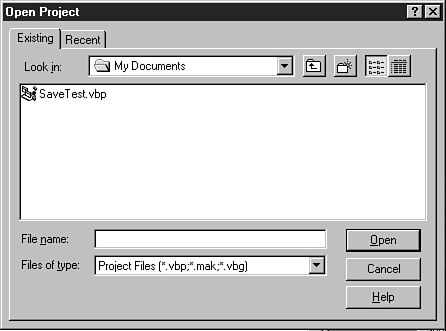 Open Project
Existing Recent
Look in: My Documents
SaveTest.vbp
File name: Open
Files of type: Project Files (*.vbp;*.mak;*.vbg) Cancel
Help